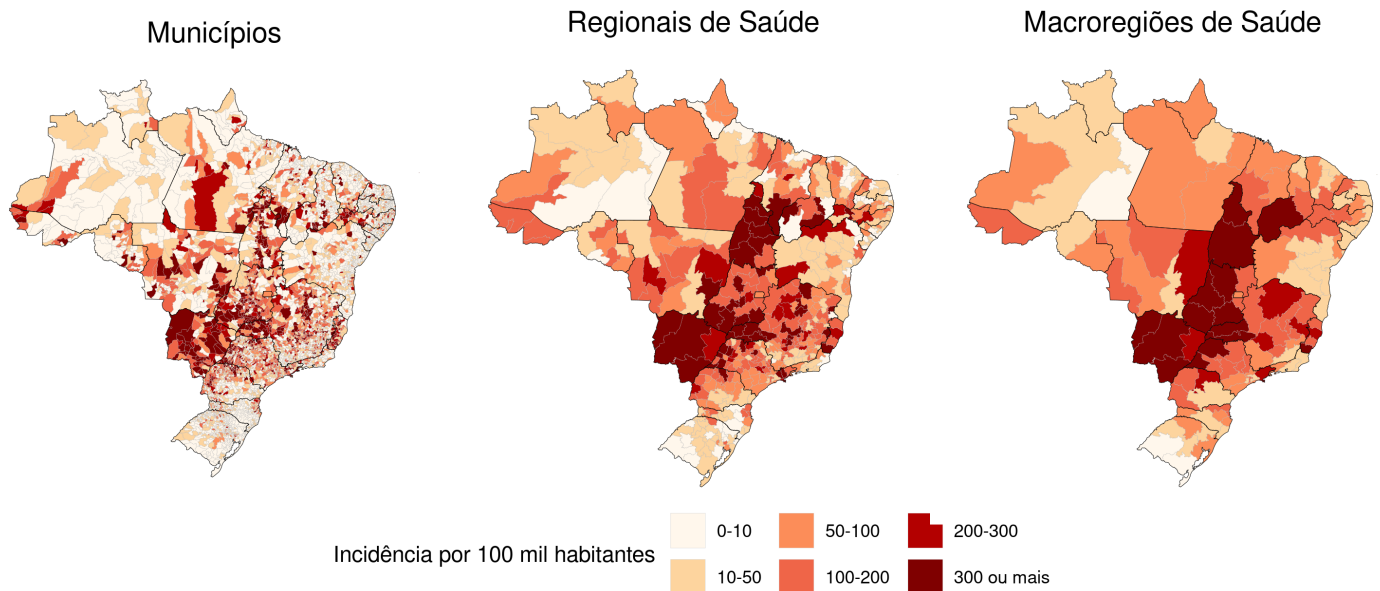 Municípios
Regionais de Saúde
Macroregiões de Saúde
Incidência por 100 mil habitantes
0-10
50-100
200-300
10-50
100-200
300 ou mais